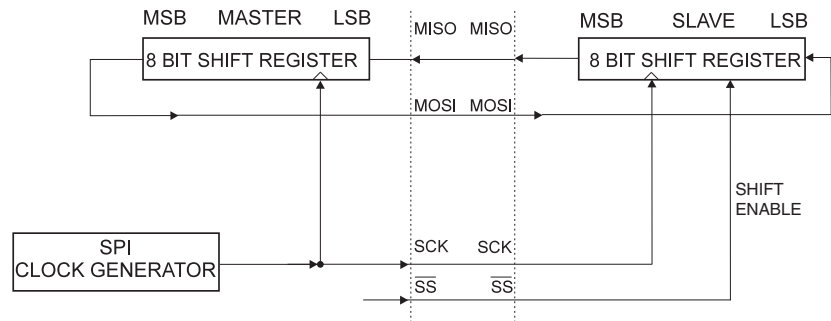 MSB MASTER LSB
MISO MISO
MSB SLAVE LSB
8 BIT SHIFT REGISTER
8 BIT SHIFT REGISTER
MOSI MOSI
SHIFT
ENABLE
SPI
CLOCK GENERATOR
SCK SCK
SS SS